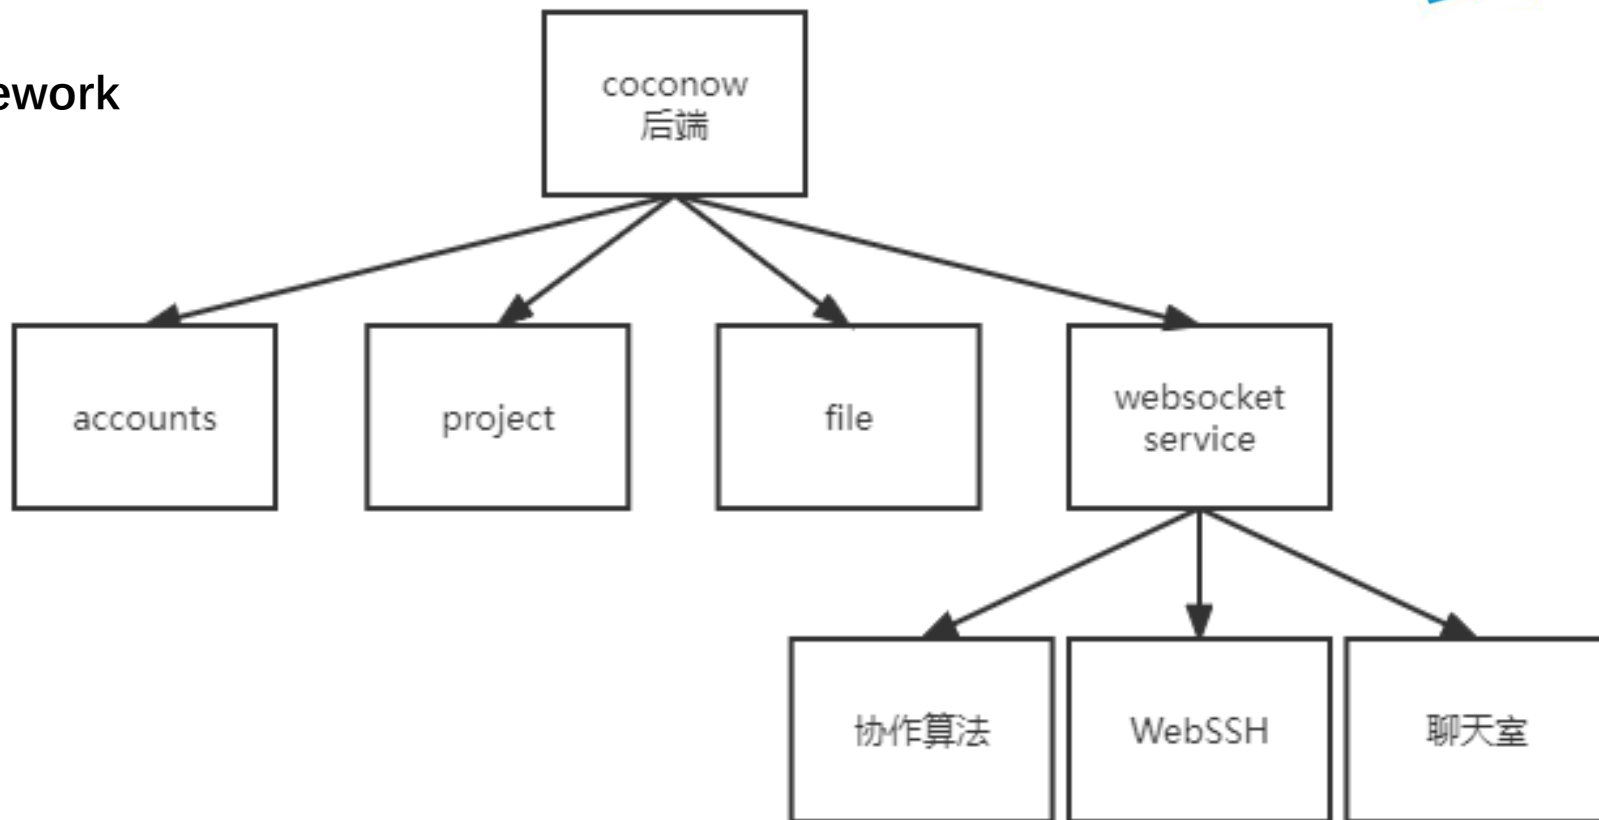 ework
coconow
后端
accounts
project
file
websocket
service
协作算法
WebSSH
聊天室